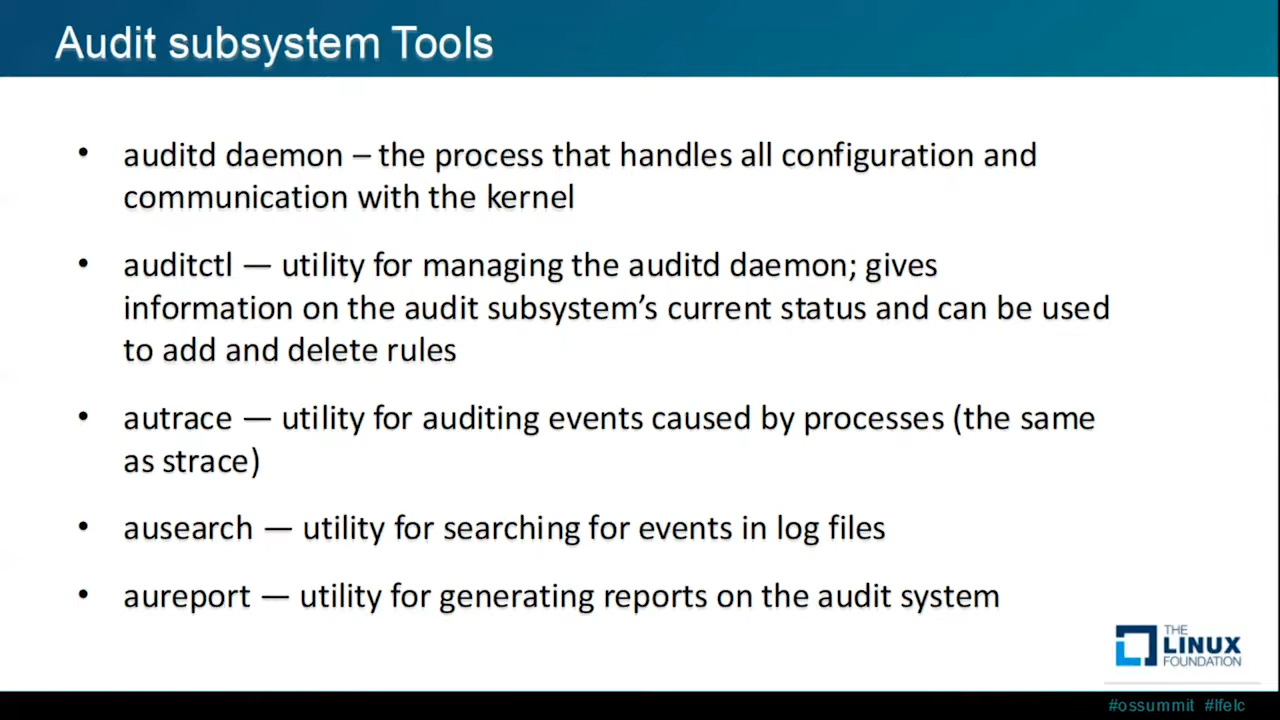 Audit subsystem Tools
• auditd daemon – the process that handles all configuration and
communication with the kernel
• auditctl — utility for managing the auditd daemon; gives
information on the audit subsystem’s current status and can be used
to add and delete rules
• autrace — utility for auditing events caused by processes (the same
as strace)
• ausearch — utility for searching for events in log files
• aureport — utility for generating reports on the audit system
THE
LINUX
FOUNDATION
#ossummit #lfelc